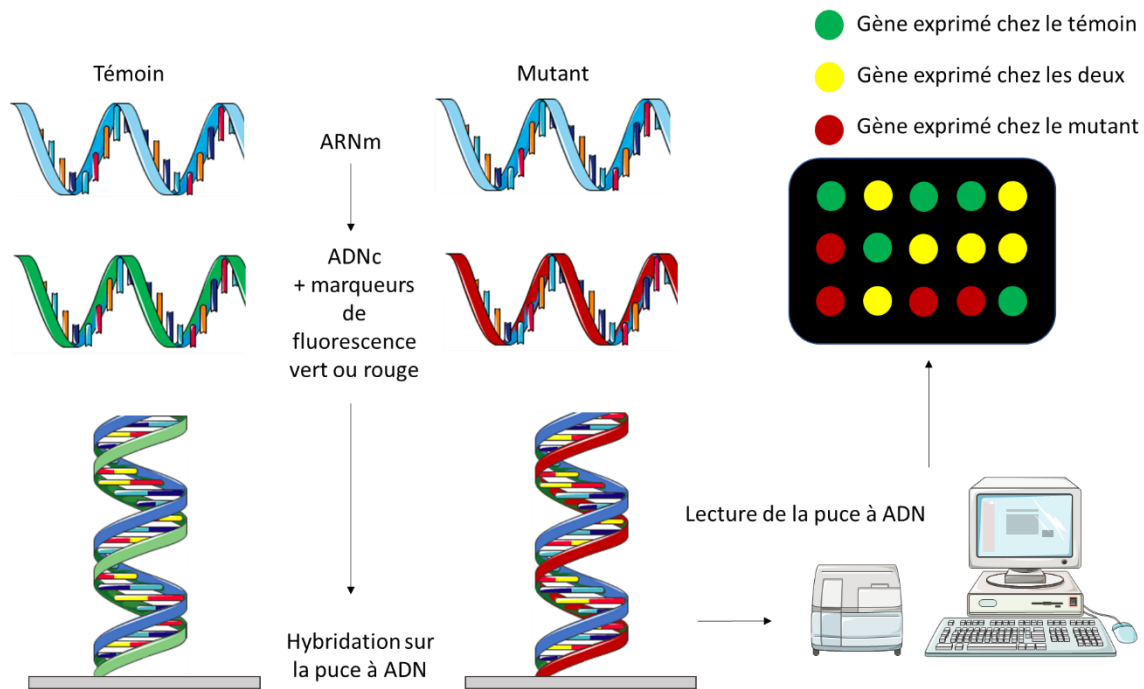 Témoin
Mutant
ARNm
ADNc
+ marqueurs
de
fluorescence
vert ou rouge
Hybridation sur
la puce à ADN
Lecture de la puce à ADN
Gène exprimé chez le témoin
Gène exprimé chez les deux
Gène exprimé chez le mutant